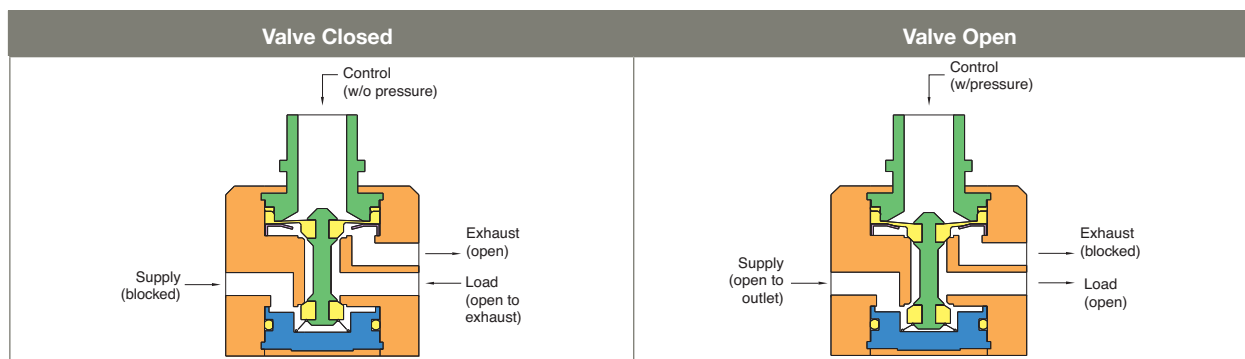 Valve Closed
Valve Open
Control
(w/o pressure)
Exhaust
(open)
Supply
(blocked)
Load
(open to
exhaust)
Control
(w/pressure)
Exhaust
(blocked)
Supply
(open to
outlet)
Load
(open)